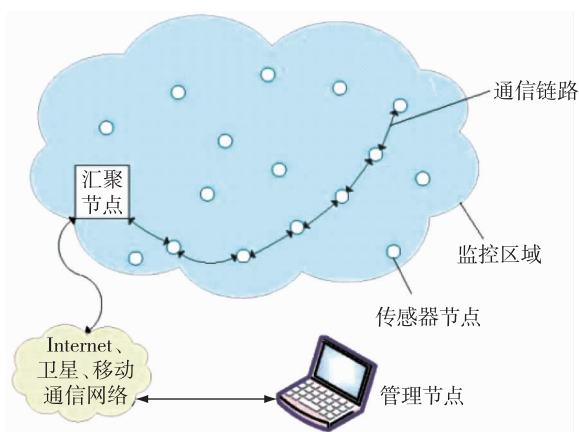 通信链路
汇聚
节点
监控区域
传感器节点
Internet、
卫星、移动
通信网络
管理节点